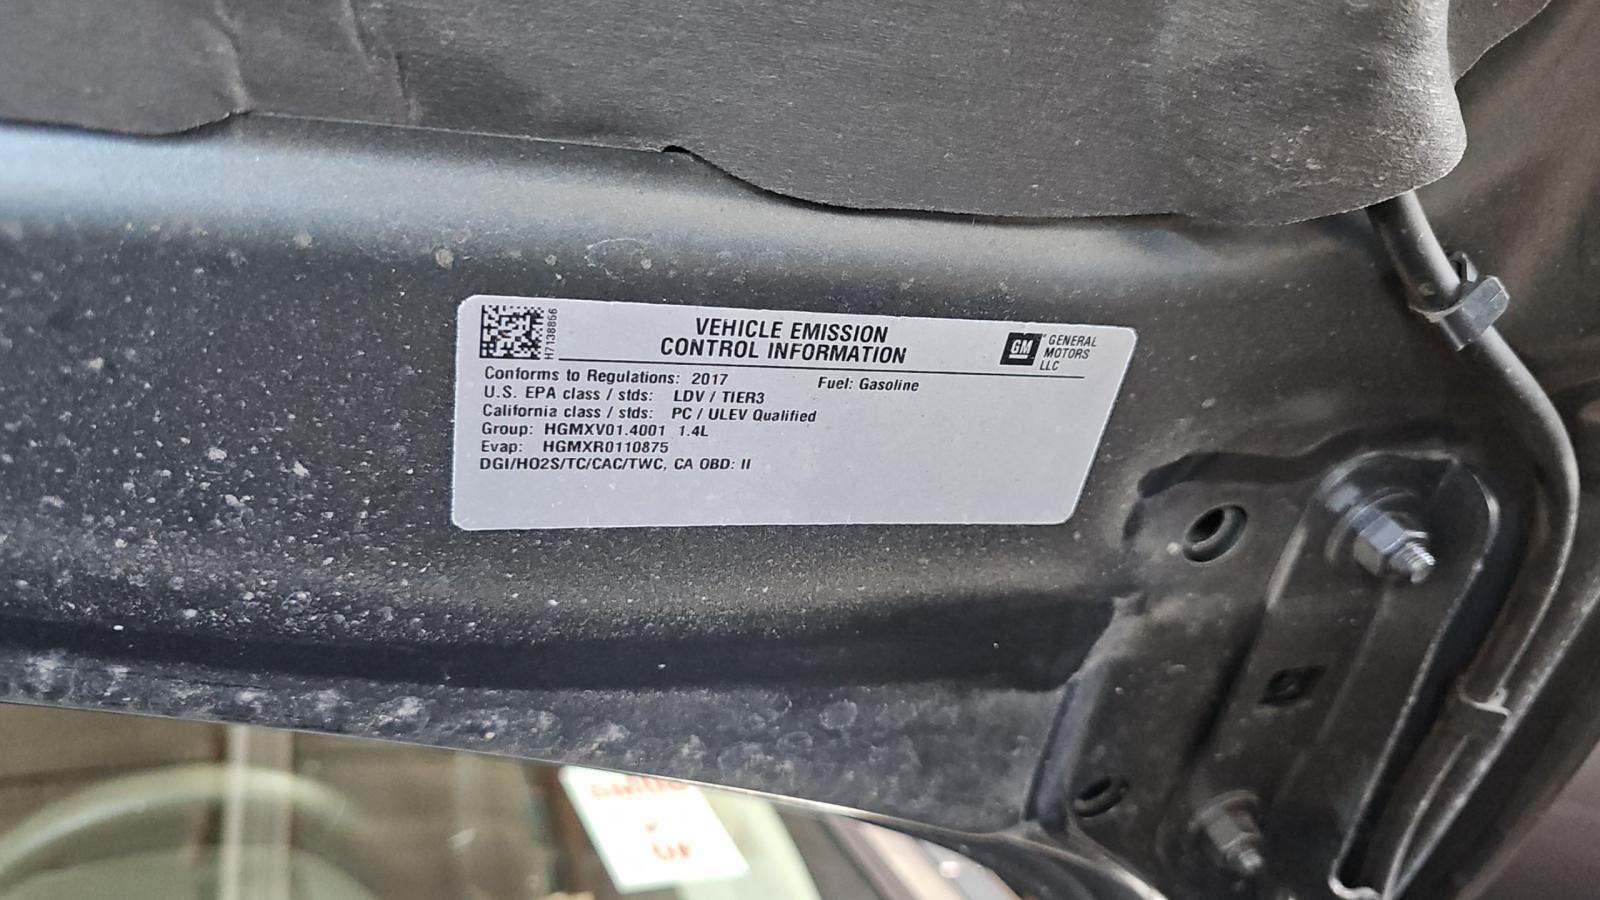 H7138856
VEHICLE EMISSION
CONTROL INFORMATION
GM
GENERAL
MOTORS
LLC
Conforms to Regulations: 2017 Fuel: Gasoline
U.S. EPA class / stds: LDV / TIER3
California class / stds: PC / ULEV Qualified
Group: HGMXV01.4001 1.4L
Evap: HGMXR0110875
DGI/HO2S/TC/CAC/TWC, CA OBD: II